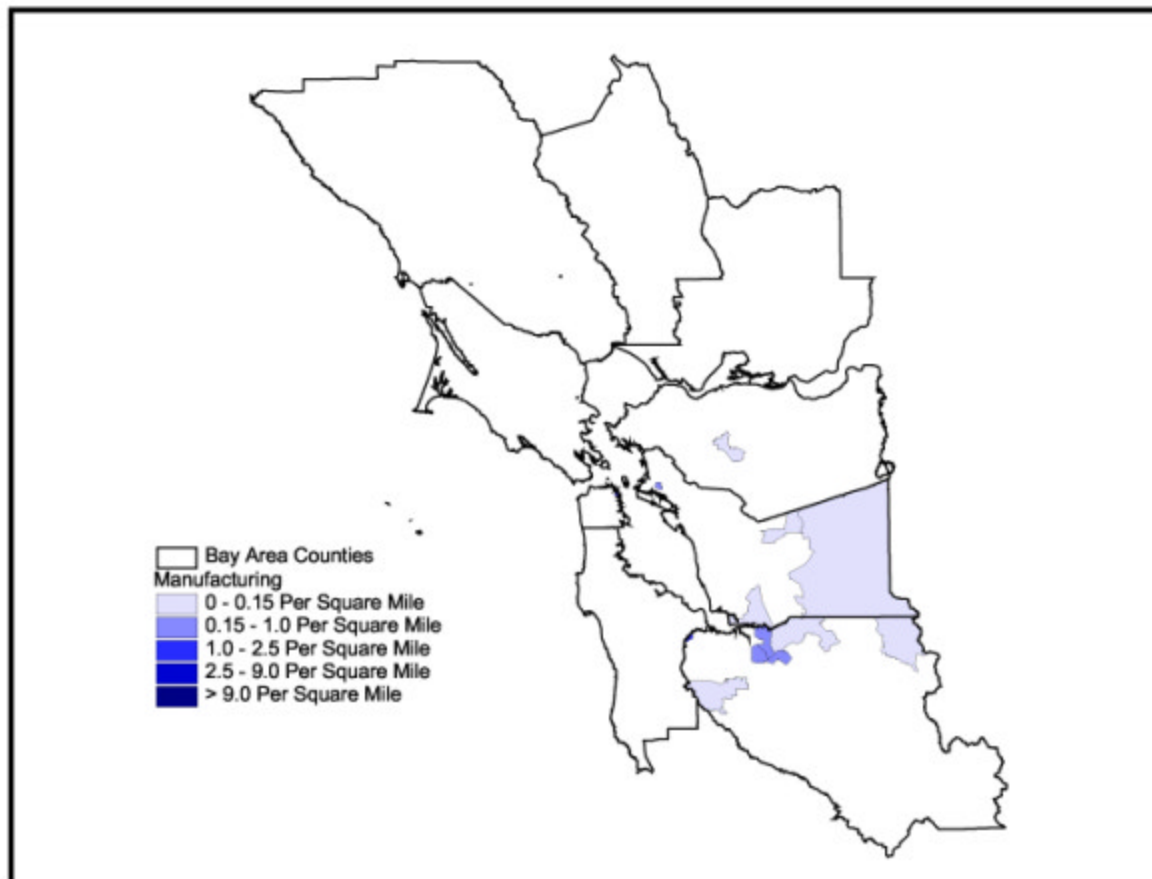 Bay Area Counties
Manufacturing
0 - 0.15 Per Square Mile
0.15 - 1.0 Per Square Mile
1.0 - 2.5 Per Square Mile
2.5 - 9.0 Per Square Mile
> 9.0 Per Square Mile